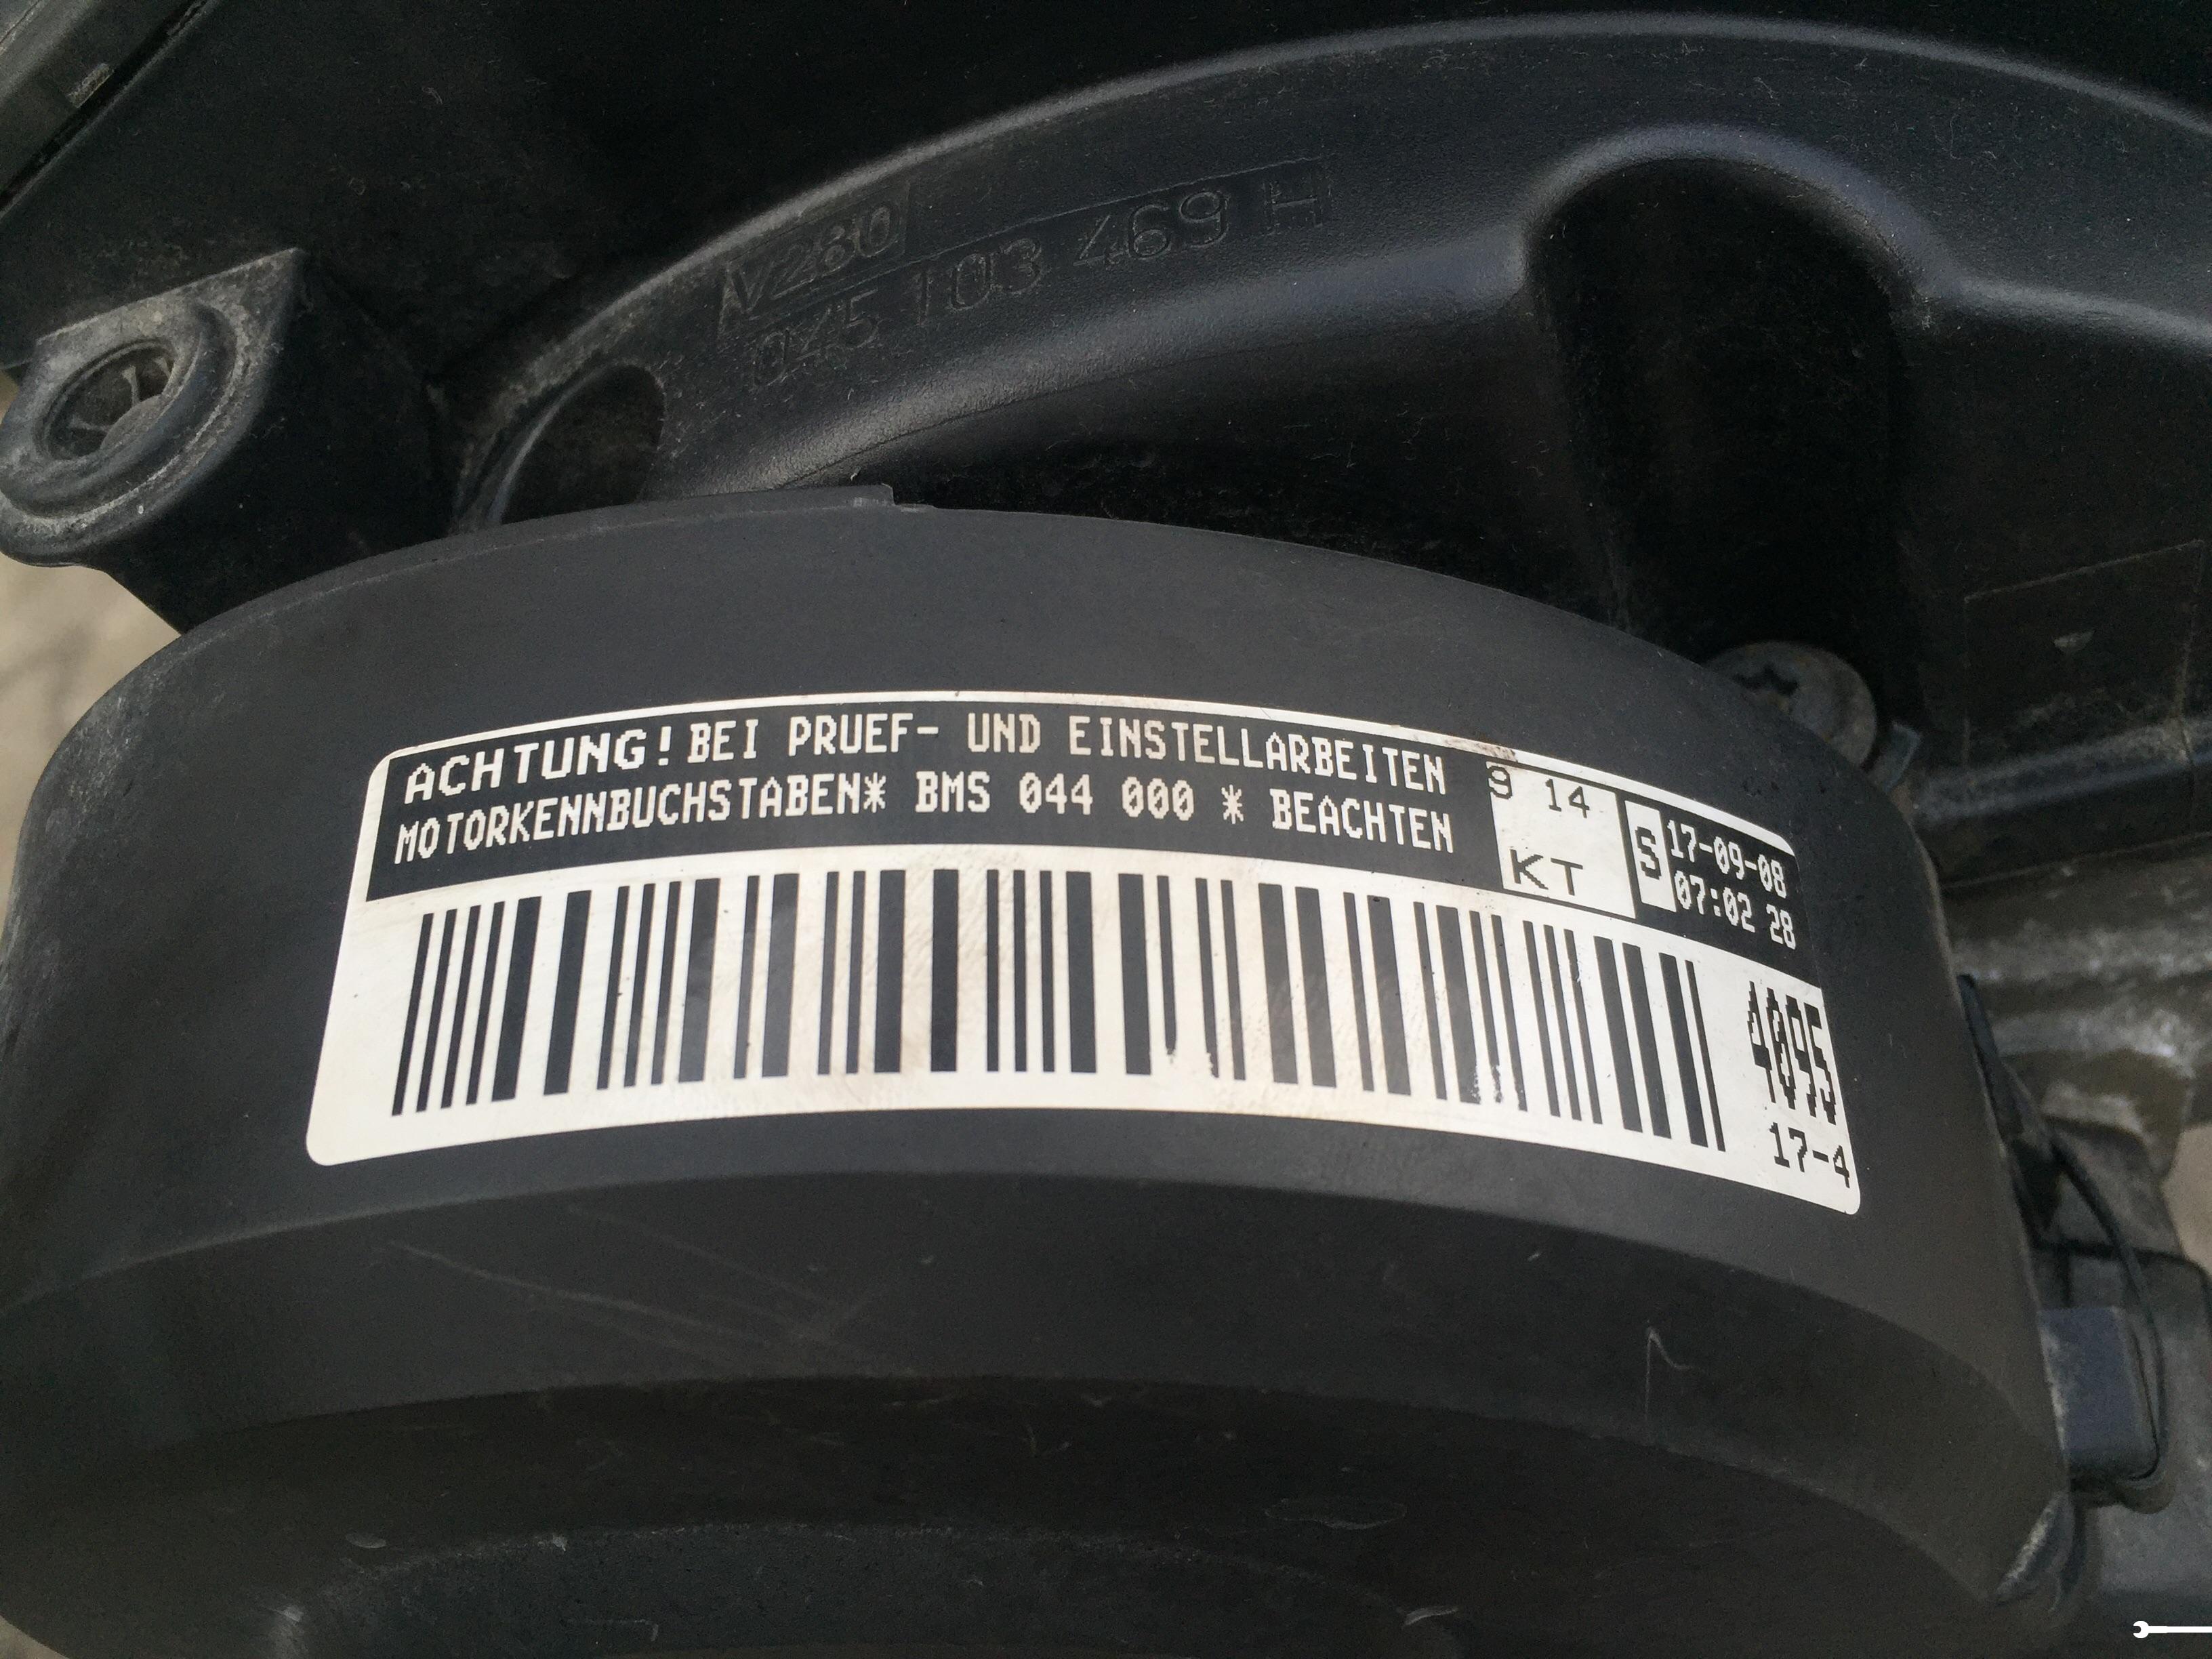 V280
045 103 469 H
ACHTUNG! BEI PRUEF- UND EINSTELLARBEITEN
MOTORKENNBUCHSTABEN* BMS 044 000 * BEACHTEN
9 14
KT
S
17-09-08
07:02 28
4095
17-4